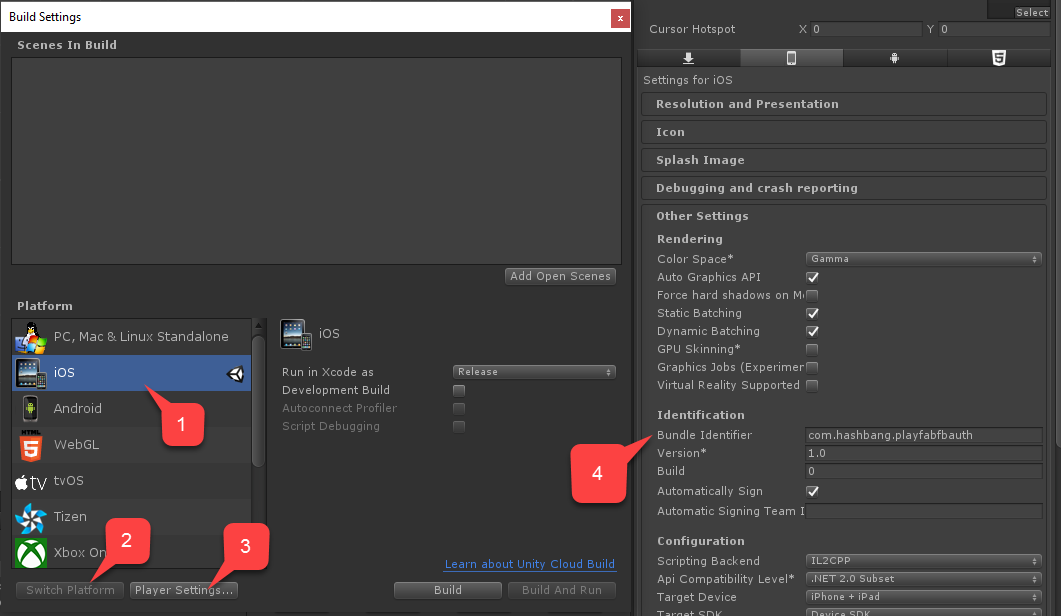 Build Settings
x
Scenes In Build
Add Open Scenes
Platform
PC, Mac & Linux Standalone
iOS
Android
HTML
5
WebGL
tv
tvOS
Tizen
Xbox On
1
2
3
Switch Platform
Player Settings...
iOS
Run in Xcode as
Release
Development Build
Autoconnect Profiler
Script Debugging
Learn about Unity Cloud Build
Build
Build And Run
Select
Cursor Hotspot
X 0
Y 0
5
Settings for iOS
Resolution and Presentation
Icon
Splash Image
Debugging and crash reporting
Other Settings
Rendering
Color Space*
Gamma
Auto Graphics API
Force hard shadows on M
Static Batching
Dynamic Batching
GPU Skinning*
Graphics Jobs (Experimer
Virtual Reality Supported
Identification
4
Bundle Identifier
com.hashbang.playfabfbauth
Version*
1.0
Build
0
Automatically Sign
Automatic Signing Team I
Configuration
Scripting Backend
IL2CPP
Api Compatibility Level*
.NET 2.0 Subset
Target Device
iPhone + iPad
Target SDK
Device SDK